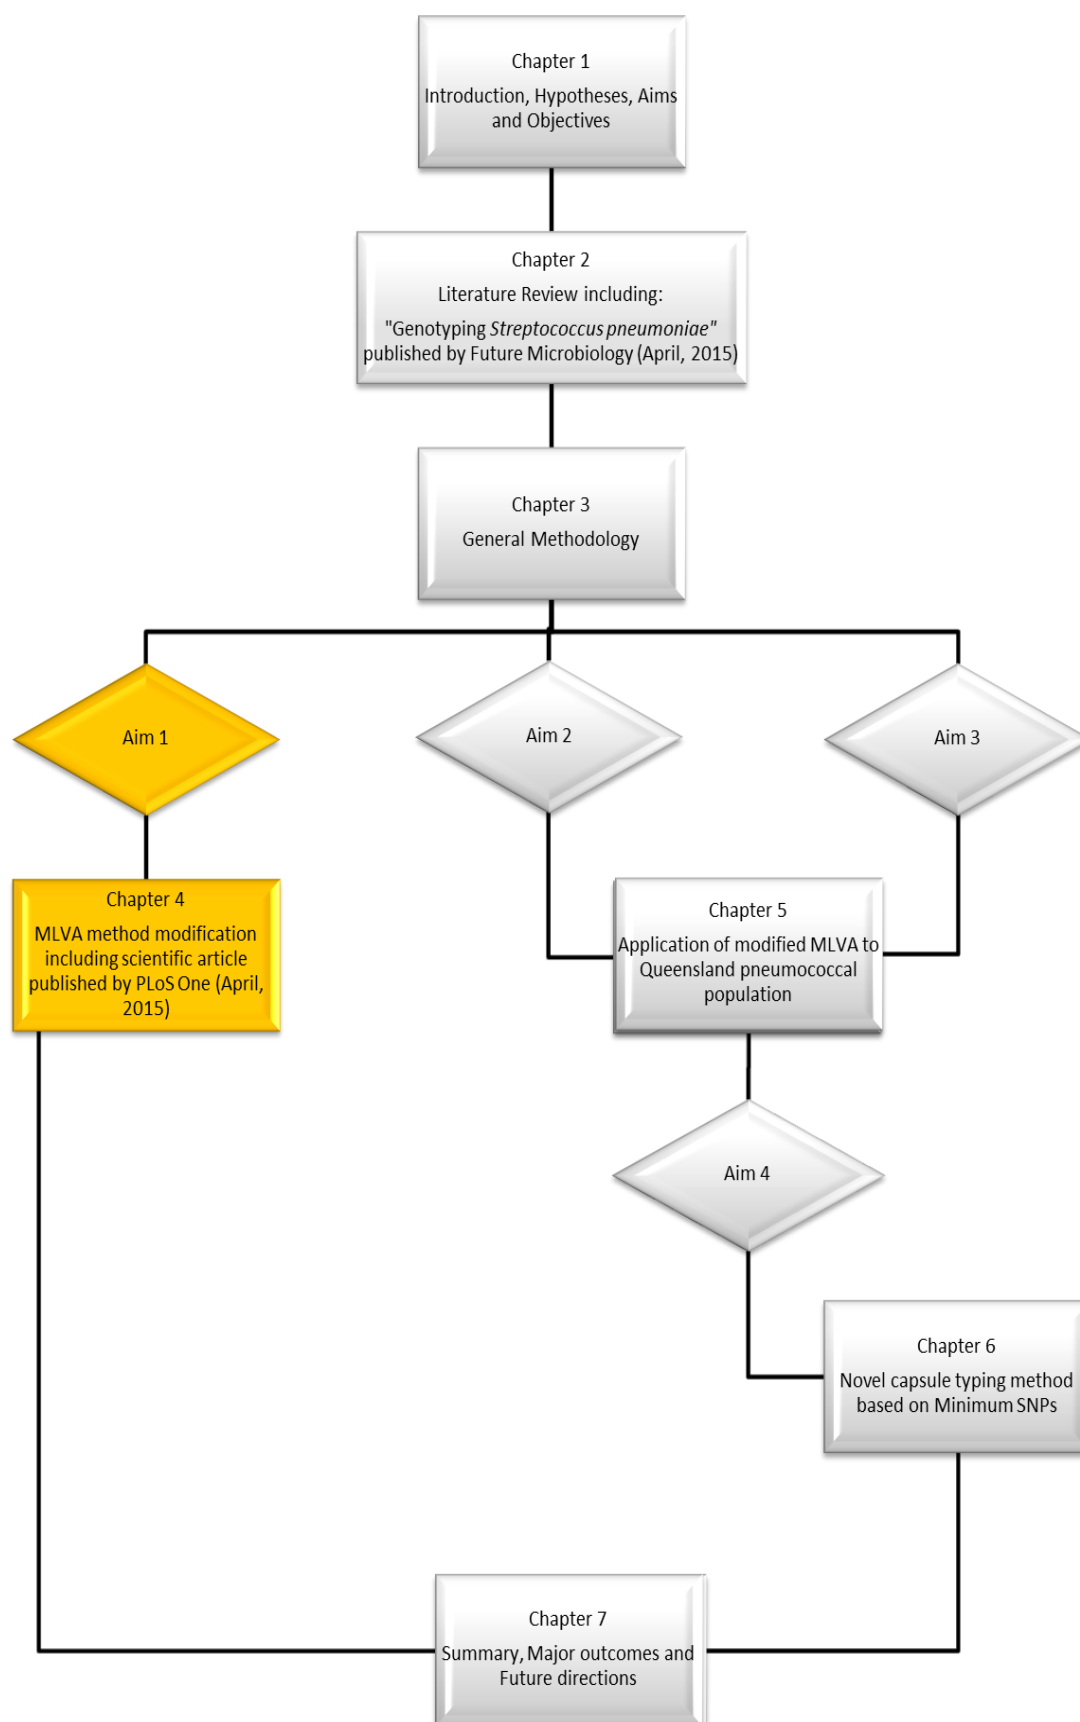 Chapter 1
Introduction, Hypotheses, Aims
and Objectives
Chapter 2
Literature Review including:
"Genotyping Streptococcus pneumoniae"
published by Future Microbiology (April, 2015)
Chapter 3
General Methodology
Aim 1
Aim 2
Aim 3
Chapter 4
MLVA method modification
including scientific article
published by PLoS One (April,
2015)
Chapter 5
Application of modified MLVA to
Queensland pneumococcal
population
Aim 4
Chapter 6
Novel capsule typing method
based on Minimum SNPs
Chapter 7
Summary, Major outcomes and
Future directions